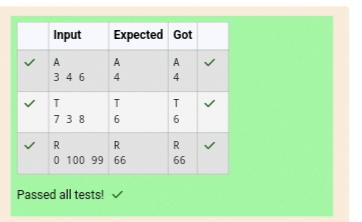 Input Expected Got
✓ A A A ✓
3 4 6 4 4
✓ T T T ✓
7 3 8 6 6
✓ R R R ✓
0 100 99 66 66
Passed all tests! ✓